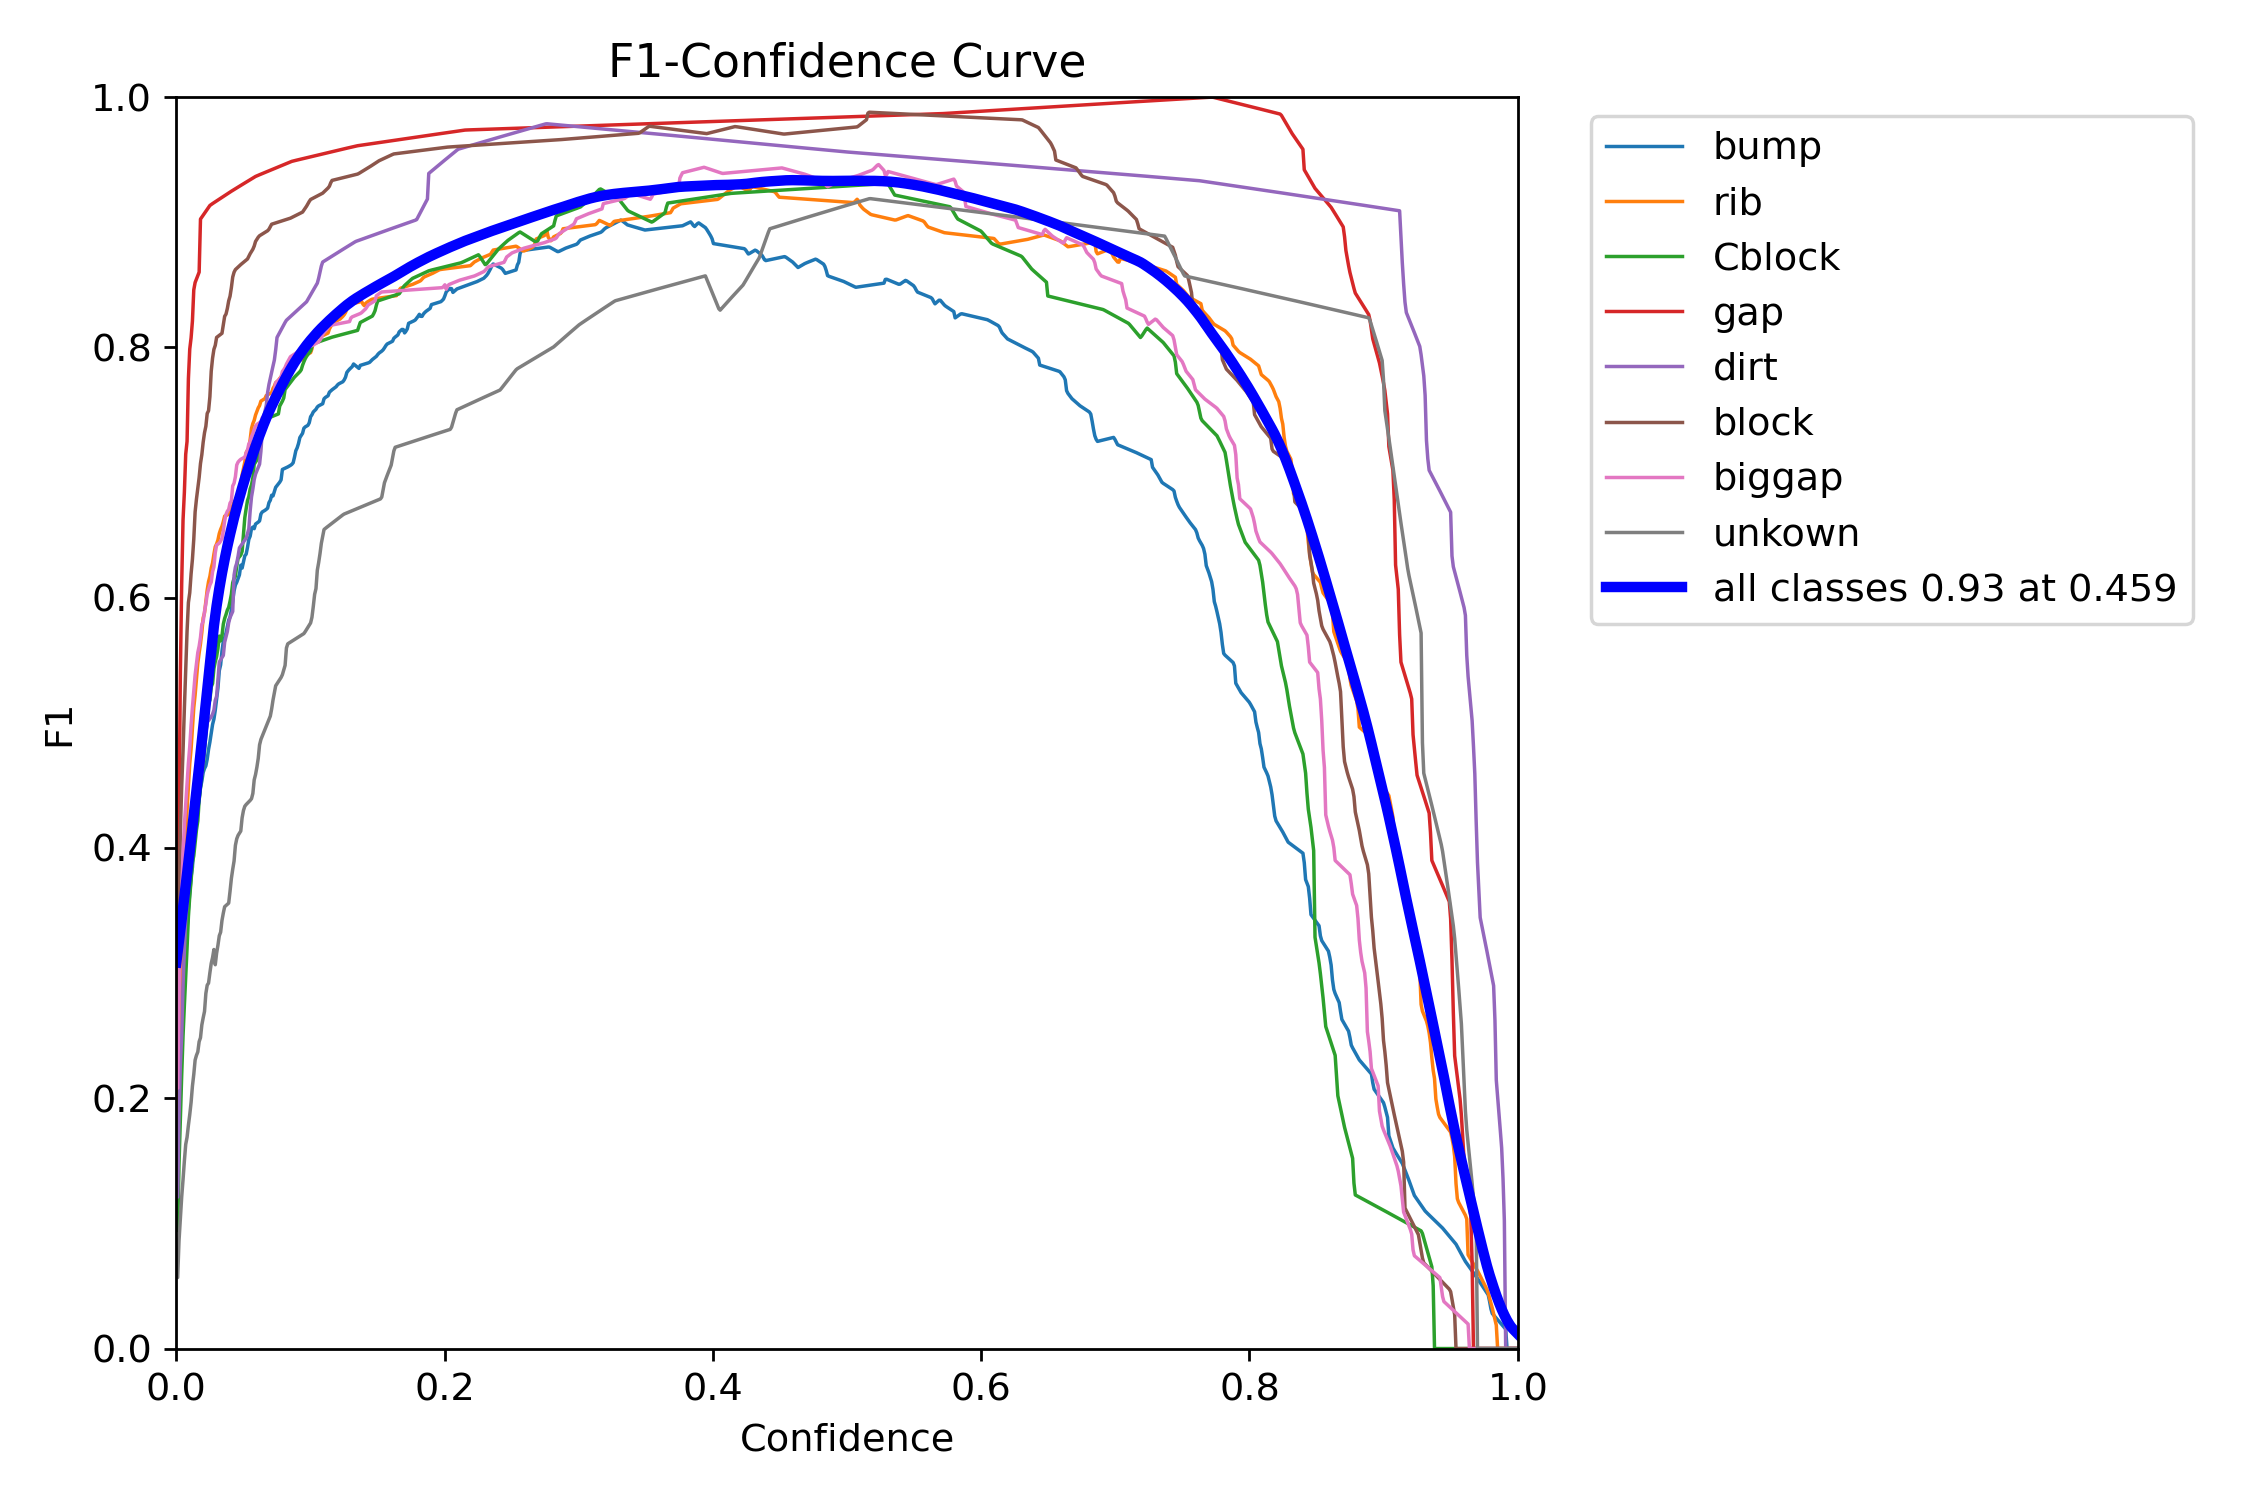 F1-Confidence Curve
1.0
0.8
0.6
0.4
0.2
0.0
F1
0.0 0.2 0.4 0.6 0.8 1.0
Confidence
bump
rib
Cblock
gap
dirt
block
biggap
unkown
all classes 0.93 at 0.459